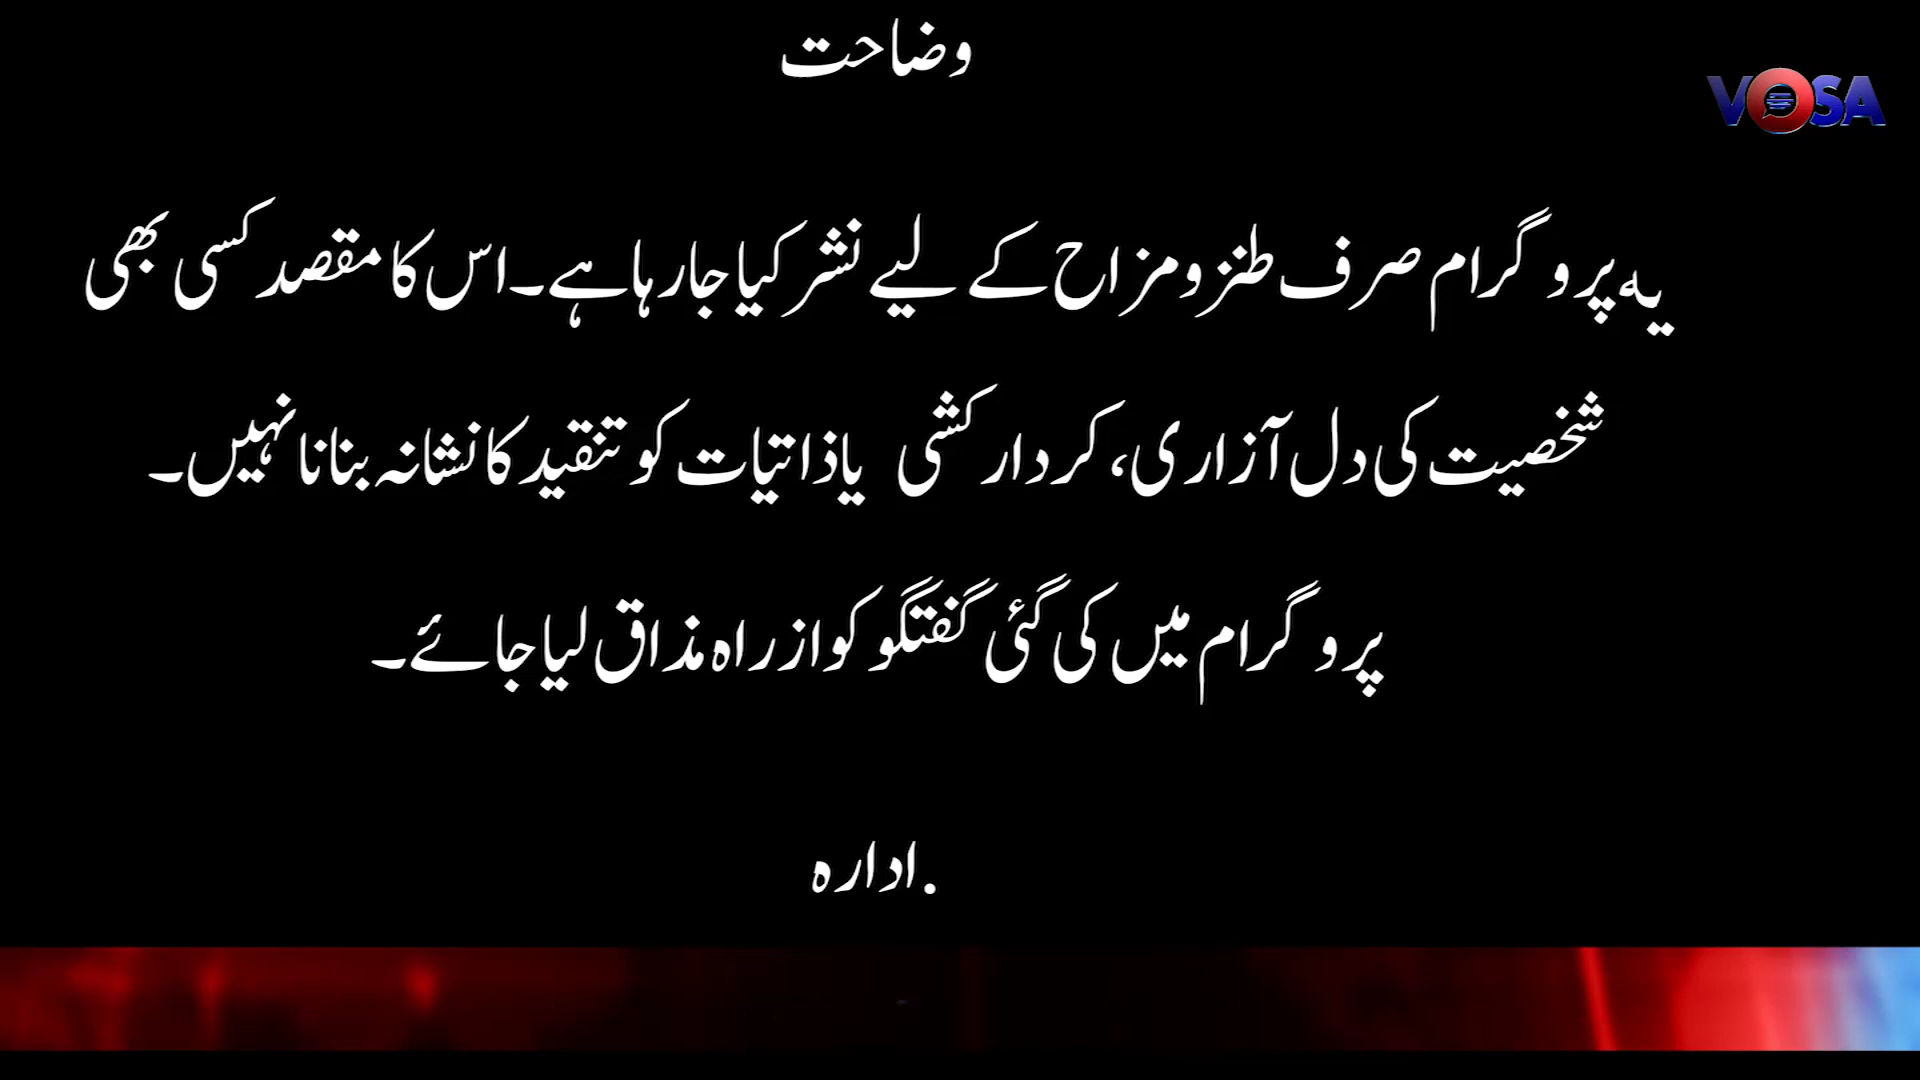 وضاحت
VOSA
یہ پروگرام صرف طنز و مزاح کے لیے نشر کیا جا رہا ہے۔ اس کا مقصد کسی بھی
شخصیت کی دل آزاری، کردار کشی یا ذاتیات کو تنقید کا نشانہ بنانا نہیں۔
پروگرام میں کی گئی گفتگو کو از راہ مذاق لیا جائے۔
.ادارہ